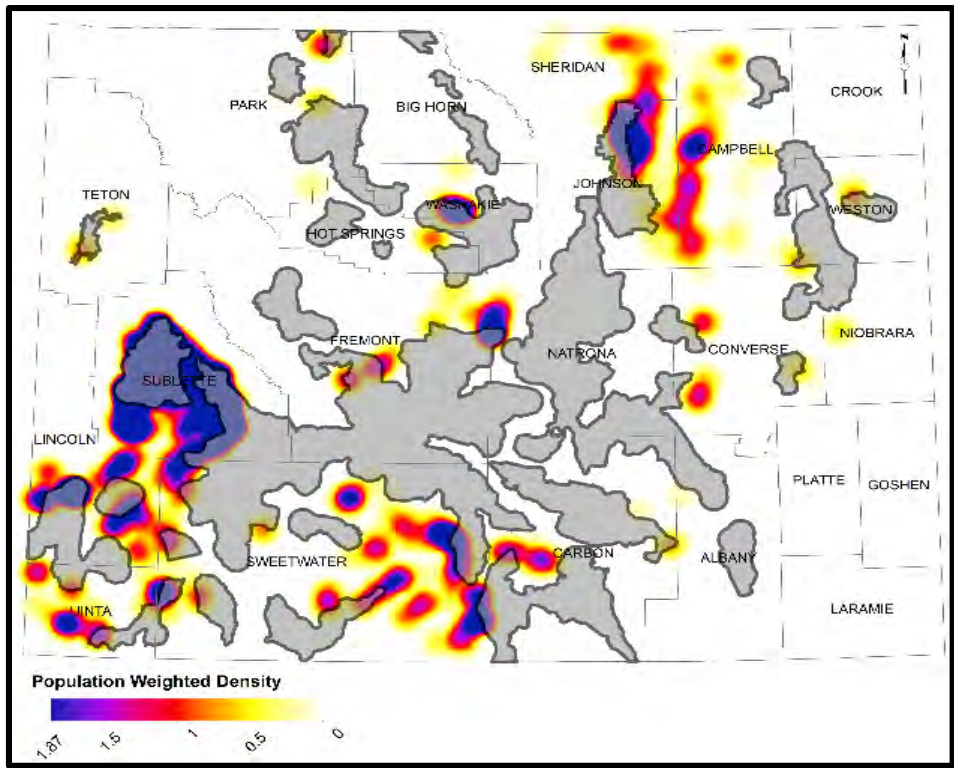 N
SHERIDAN
CROOK
PARK
BIG HORN
CAMPBELL
TETON
JOHNSON
WASHAKIE
WESTON
HOT SPRINGS
FREMONT
NIOBRARA
NATRONA
CONVERSE
SUBLETTE
LINCOLN
PLATTE
GOSHEN
SWEETWATER
CARBON
ALBANY
UINTA
LARAMIE
Population Weighted Density
1.87
1.5
1
0.5
0